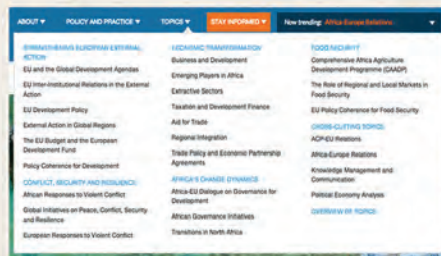 ABOUT ▼
POLICY AND PRACTICE ▼
TOPICS ▼
STAY INFORMED ▼
Now trending: Africa-Europe Relations
STRENGTHENING EUROPEAN EXTERNAL
ACTION
EU and the Global Development Agendas
EU Inter-Institutional Relations in the External
Action
EU Development Policy
External Action in Global Regions
The EU Budget and the European
Development Fund
Policy Coherence for Development
CONFLICT, SECURITY AND RESILIENCE
African Responses to Violent Conflict
Global Initiatives on Peace, Conflict, Security
and Resilience
European Responses to Violent Conflict
ECONOMIC TRANSFORMATION
Business and Development
Emerging Players in Africa
Extractive Sectors
Taxation and Development Finance
Aid for Trade
Regional Integration
Trade Policy and Economic Partnership
Agreements
AFRICA'S CHANGE DYNAMICS
Africa-EU Dialogue on Governance for
Development
African Governance Initiatives
Transitions in North Africa
FOOD SECURITY
Comprehensive Africa Agriculture
Development Programme (CAADP)
The Role of Regional and Local Markets in
Food Security
EU Policy Coherence for Food Security
CROSS-CUTTING TOPICS
ACP-EU Relations
Africa-Europe Relations
Knowledge Management and
Communication
Political Economy Analysis
OVERVIEW OF TOPICS